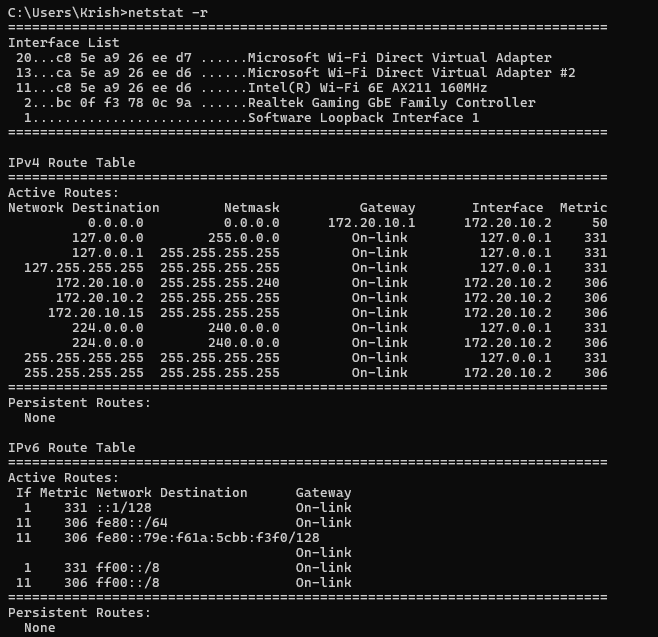 C:\Users\Krish>netstat -r
===========================================================================
Interface List
 20...c8 5e a9 26 ee d7 ......Microsoft Wi-Fi Direct Virtual Adapter
 13...ca 5e a9 26 ee d6 ......Microsoft Wi-Fi Direct Virtual Adapter #2
 11...c8 5e a9 26 ee d6 ......Intel(R) Wi-Fi 6E AX211 160MHz
  2...bc 0f f3 78 0c 9a ......Realtek Gaming GbE Family Controller
  1...........................Software Loopback Interface 1
===========================================================================

IPv4 Route Table
===========================================================================
Active Routes:
Network Destination        Netmask          Gateway       Interface  Metric
          0.0.0.0          0.0.0.0      172.20.10.1      172.20.10.2     50
        127.0.0.0        255.0.0.0         On-link         127.0.0.1    331
        127.0.0.1  255.255.255.255         On-link         127.0.0.1    331
  127.255.255.255  255.255.255.255         On-link         127.0.0.1    331
      172.20.10.0  255.255.255.240         On-link       172.20.10.2    306
      172.20.10.2  255.255.255.255         On-link       172.20.10.2    306
     172.20.10.15  255.255.255.255         On-link       172.20.10.2    306
        224.0.0.0        240.0.0.0         On-link         127.0.0.1    331
        224.0.0.0        240.0.0.0         On-link       172.20.10.2    306
  255.255.255.255  255.255.255.255         On-link         127.0.0.1    331
  255.255.255.255  255.255.255.255         On-link       172.20.10.2    306
===========================================================================
Persistent Routes:
  None

IPv6 Route Table
===========================================================================
Active Routes:
 If Metric Network Destination      Gateway
  1    331 ::1/128                  On-link
 11    306 fe80::/64                On-link
 11    306 fe80::79e:f61a:5cbb:f3f0/128
                                    On-link
  1    331 ff00::/8                 On-link
 11    306 ff00::/8                 On-link
===========================================================================
Persistent Routes:
  None